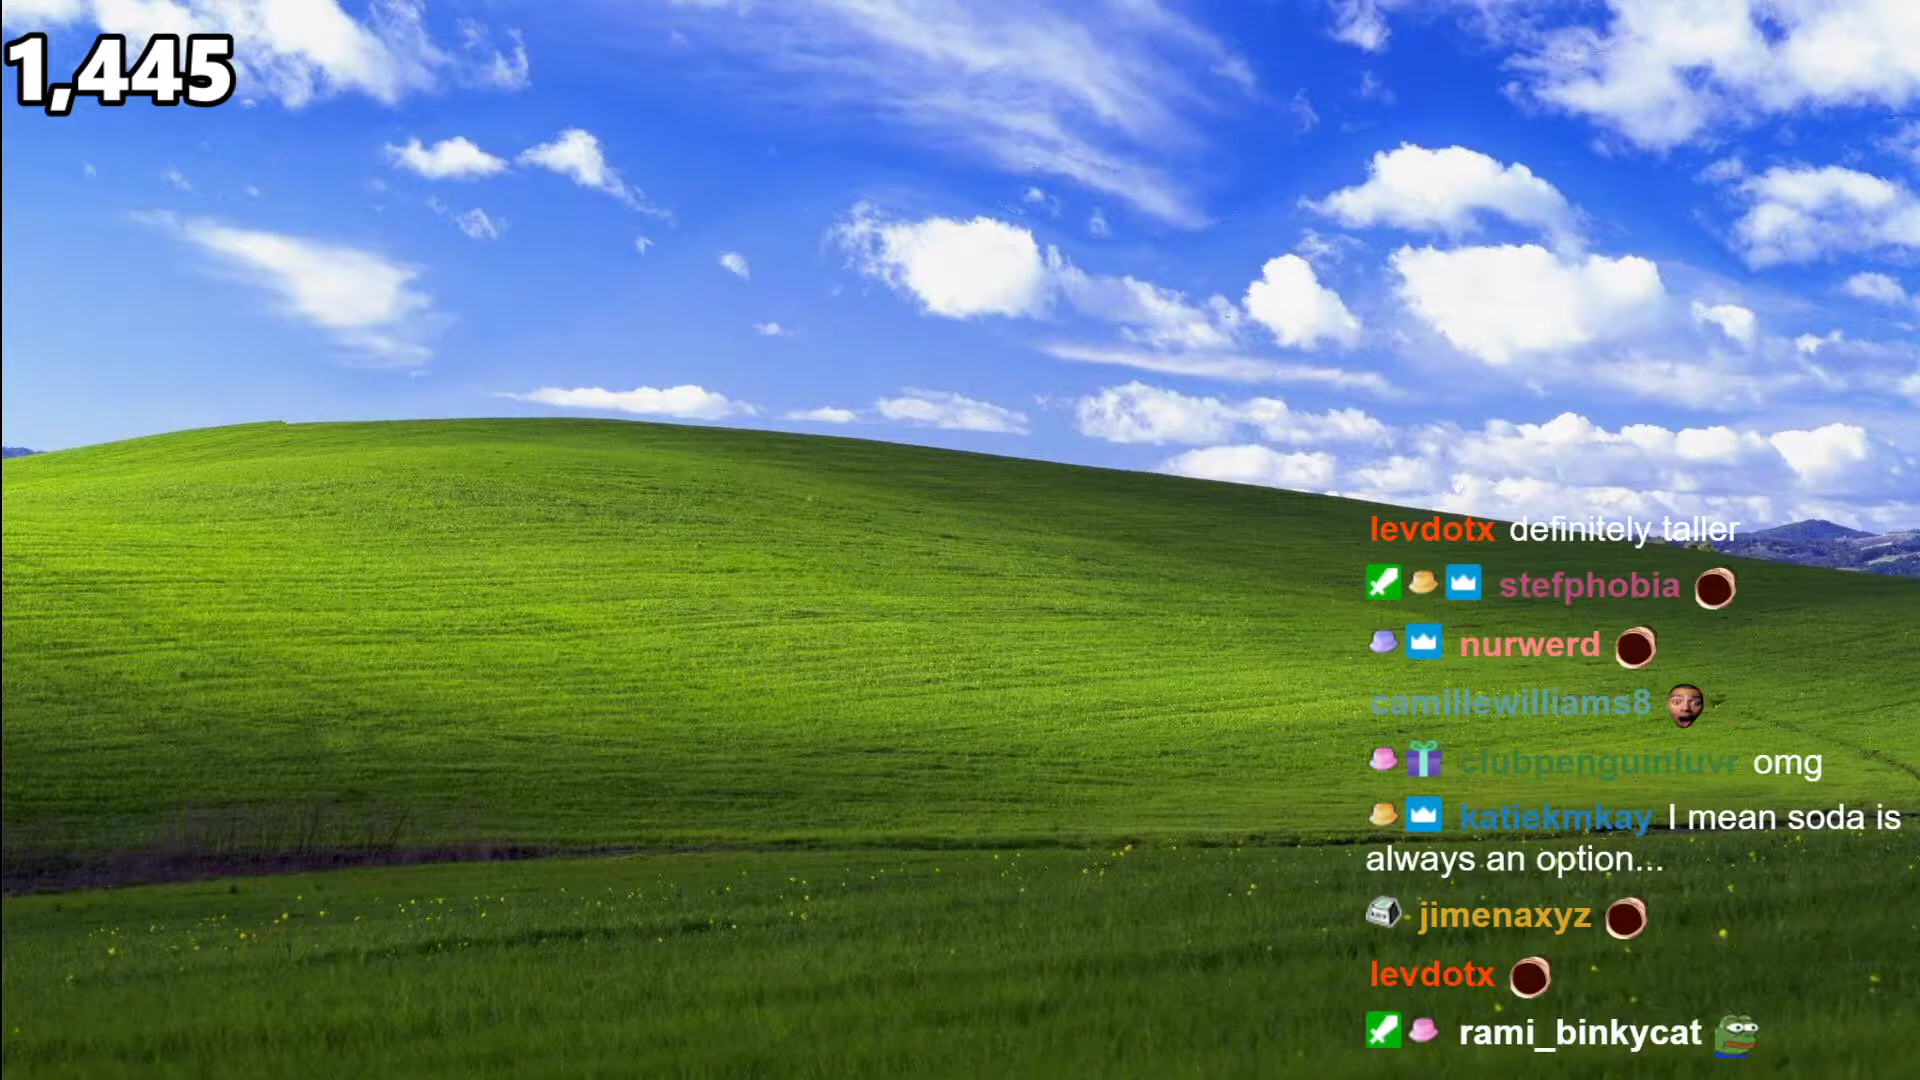 1,445
levdotx definitely taller
stefphobia
nurwerd
camillewilliams8
clubpenguinluvr omg
katiekmkay I mean soda is
always an option...
jimenaxyz
levdotx
rami_binkycat